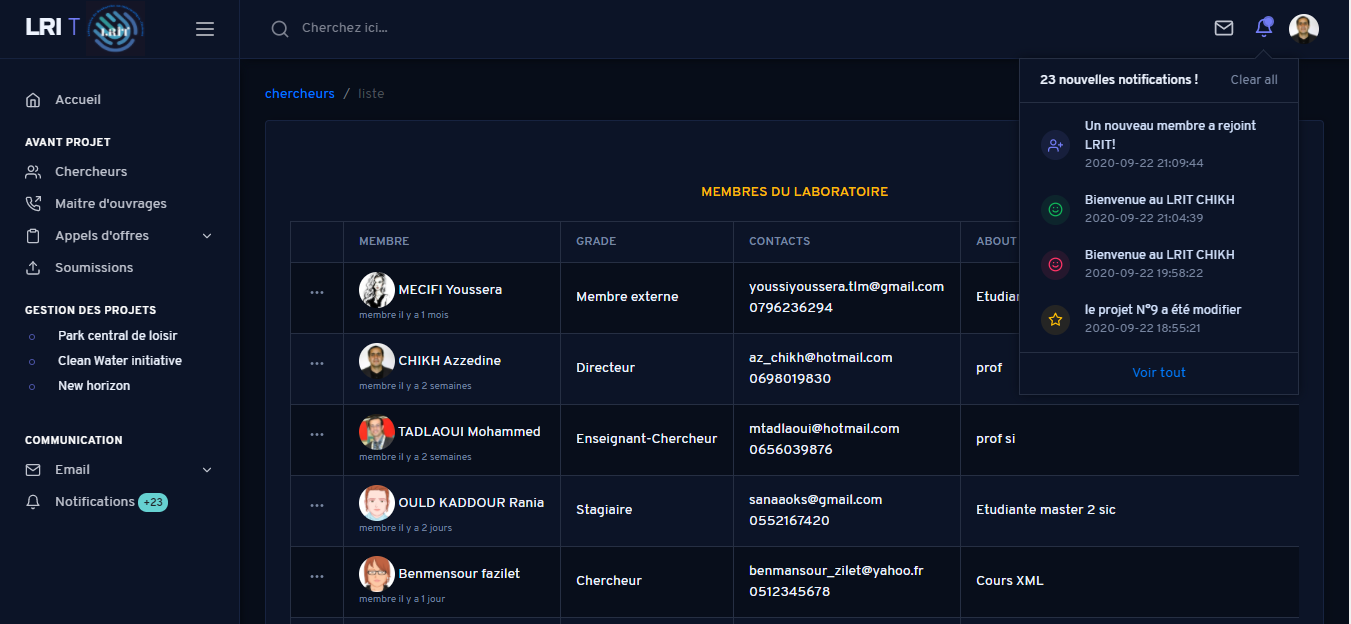 LRI T
LRIT
Cherchez ici...
23 nouvelles notifications !
Clear all
Un nouveau membre a rejoint
LRIT!
2020-09-22 21:09:44
Bienvenue au LRIT CHIKH
2020-09-22 21:04:39
Bienvenue au LRIT CHIKH
2020-09-22 19:58:22
le projet N°9 a été modifier
2020-09-22 18:55:21
Voir tout
Accueil
AVANT PROJET
Chercheurs
Maitre d'ouvrages
Appels d'offres
Soumissions
GESTION DES PROJETS
Park central de loisir
Clean Water initiative
New horizon
COMMUNICATION
Email
Notifications +23
chercheurs / liste
MEMBRES DU LABORATOIRE
MEMBRE GRADE CONTACTS ABOUT
... MECIFI Youssera
membre il y a 1 mois
Membre externe
youssiyoussera.tlm@gmail.com
0796236294
... CHIKH Azzedine
membre il y a 2 semaines
Directeur
az_chikh@hotmail.com
0698019830
prof
... TADLAOUI Mohammed
membre il y a 2 semaines
Enseignant-Chercheur
mtadlaoui@hotmail.com
0656039876
prof si
... OULD KADDOUR Rania
membre il y a 2 jours
Stagiaire
sanaaoks@gmail.com
0552167420
Etudiante master 2 sic
... Benmensour fazilet
membre il y a 1 jour
Chercheur
benmansour_zilet@yahoo.fr
0512345678
Cours XML